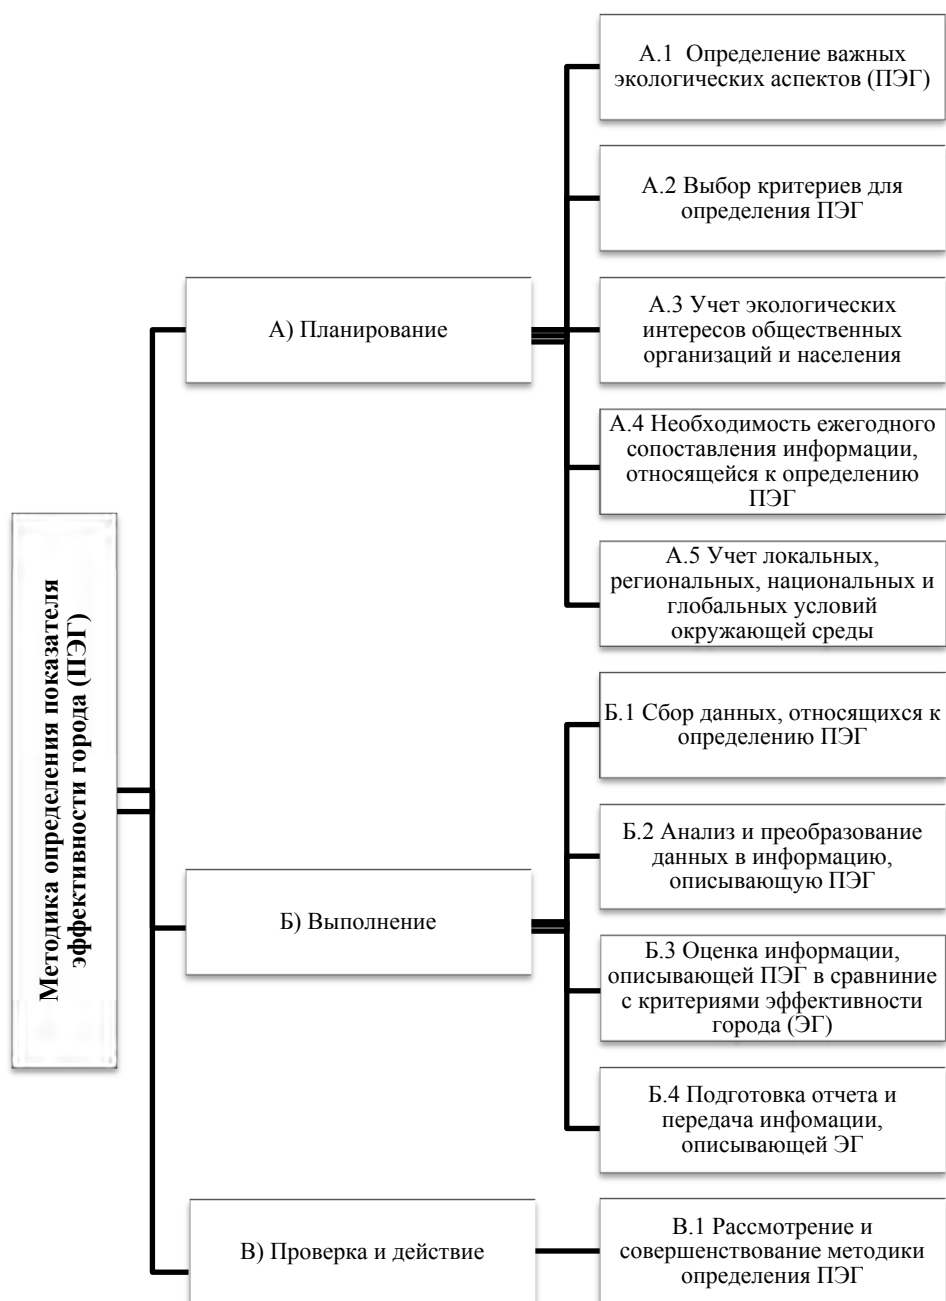 Методика определения показателя
эффективности города (ПЭГ)
А) Планирование
А.1 Определение важных
экологических аспектов (ПЭГ)
А.2 Выбор критериев для
определения ПЭГ
А.3 Учет экологических
интересов общественных
организаций и населения
А.4 Необходимость ежегодного
сопоставления информации,
относящейся к определению
ПЭГ
А.5 Учет локальных,
региональных, национальных и
глобальных условий
окружающей среды
Б) Выполнение
Б.1 Сбор данных, относящихся к
определению ПЭГ
Б.2 Анализ и преобразование
данных в информацию,
описывающую ПЭГ
Б.3 Оценка информации,
описывающей ПЭГ в сравниние
с критериями эффективности
города (ЭГ)
Б.4 Подготовка отчета и
передача инфомации,
описывающей ЭГ
В) Проверка и действие
В.1 Рассмотрение и
совершенствование методики
определения ПЭГ